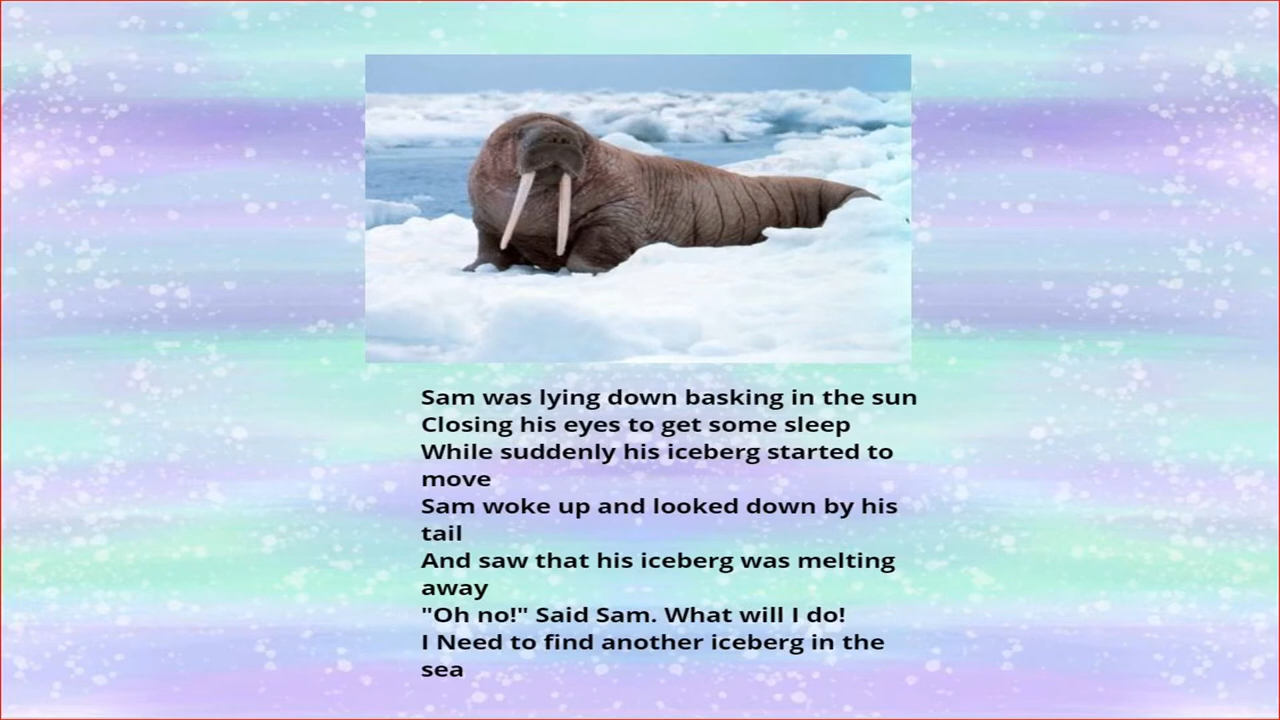 Sam was lying down basking in the sun
Closing his eyes to get some sleep
While suddenly his iceberg started to
move
Sam woke up and looked down by his
tail
And saw that his iceberg was melting
away
"Oh no!" Said Sam. What will I do!
I Need to find another iceberg in the
sea